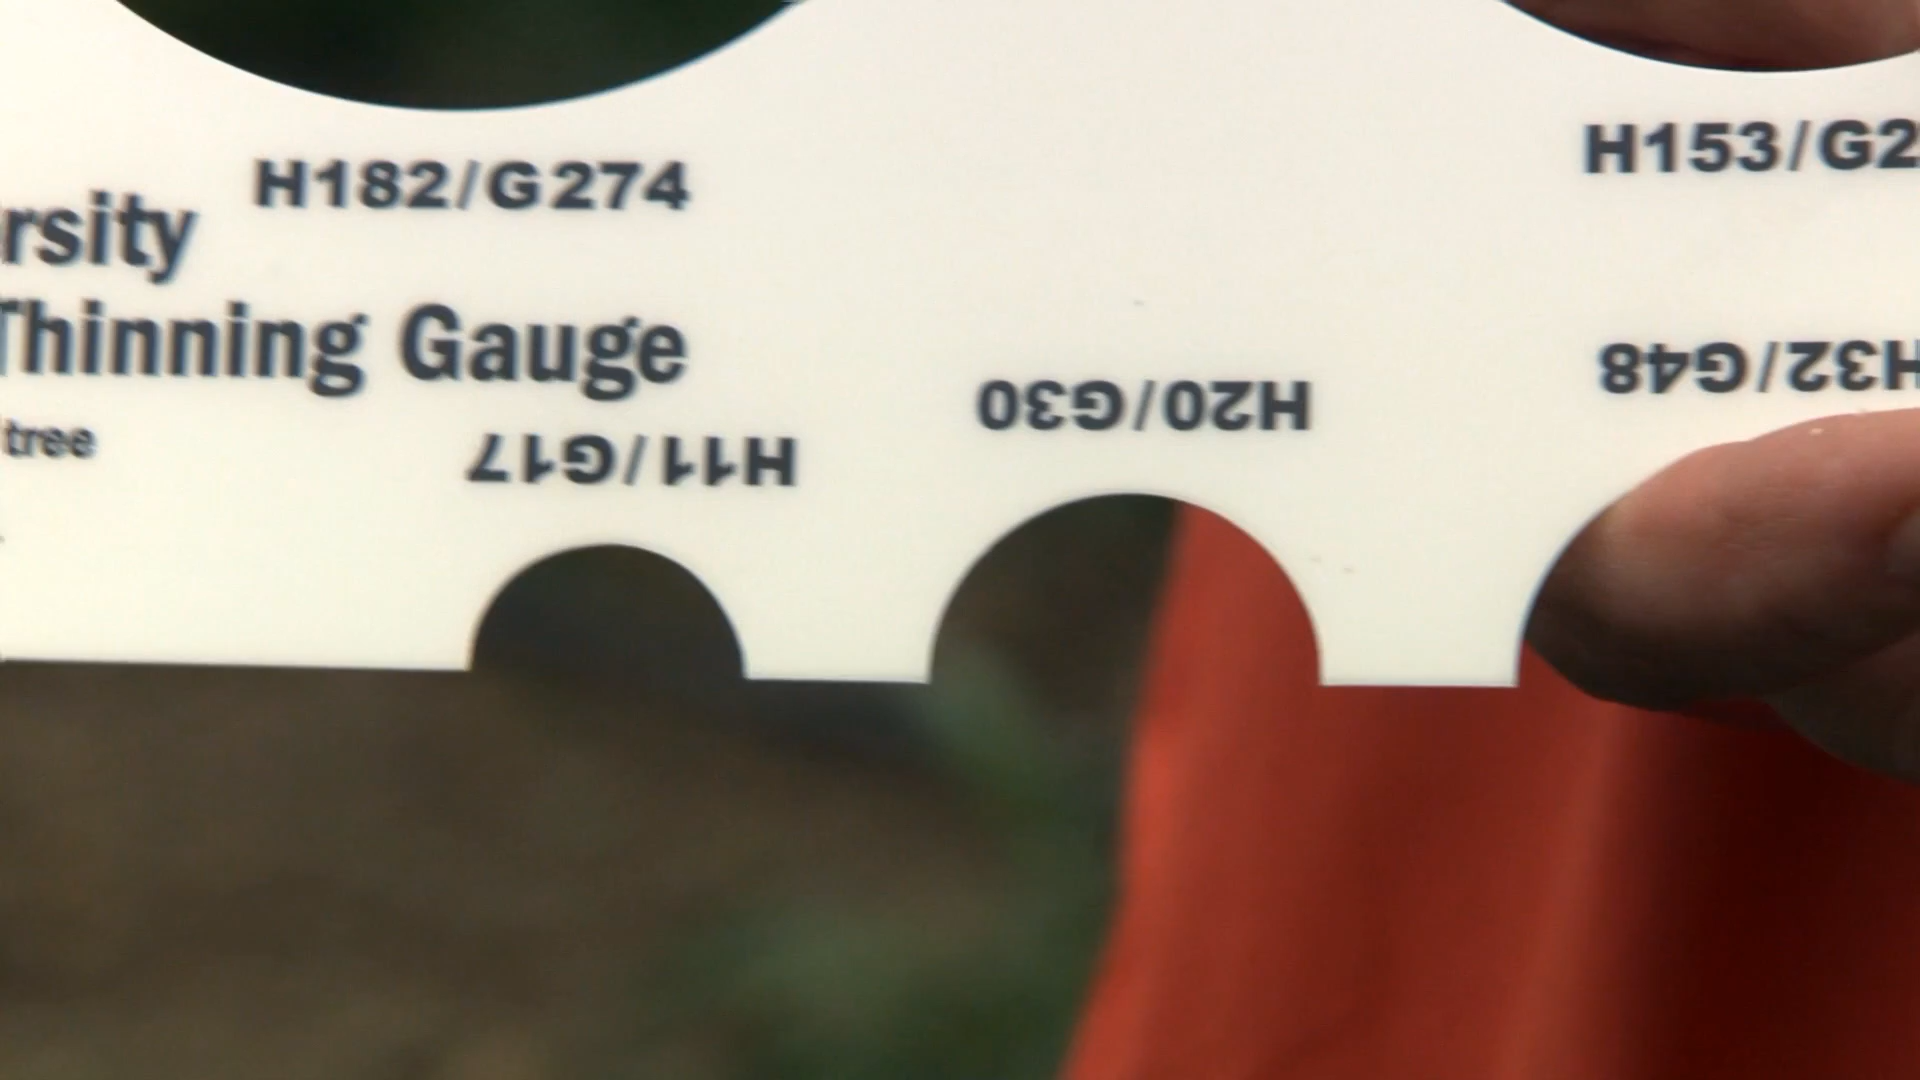 H182/G274
H153/G2
rsity
Thinning Gauge
tree
H11/G17
H20/G30
H32/G48